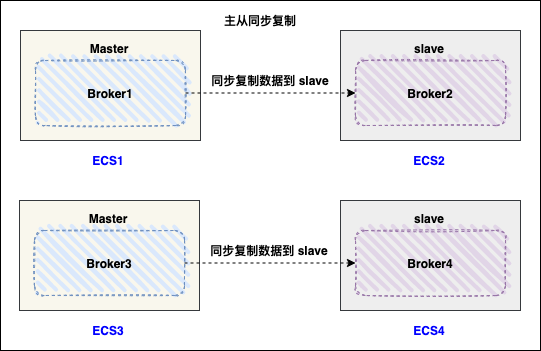 主从同步复制
Master
slave
Broker1
同步复制数据到 slave
Broker2
ECS1
ECS2
Master
slave
Broker3
同步复制数据到 slave
Broker4
ECS3
ECS4